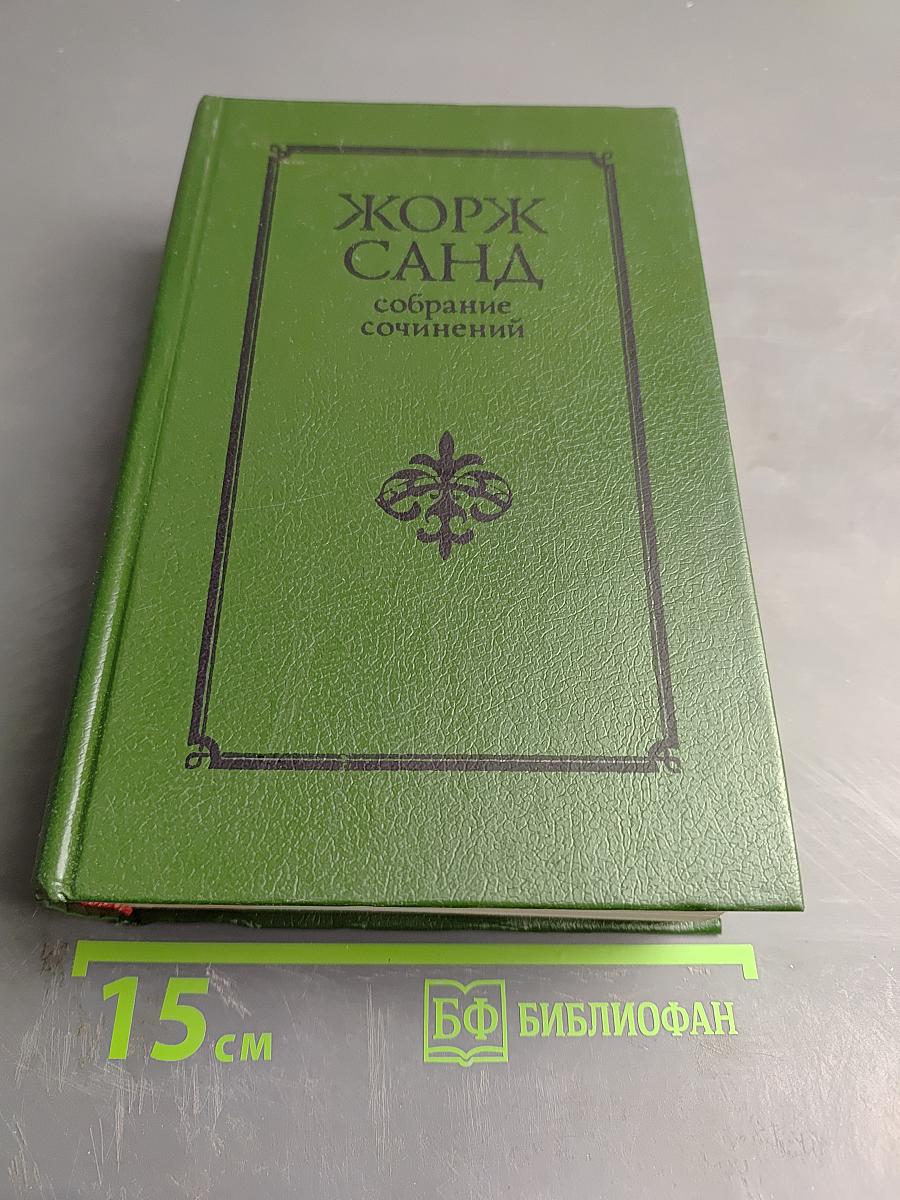 ЖОРЖ
САНД
собрание
сочинений
15 см
БФ БИБЛИОФАН